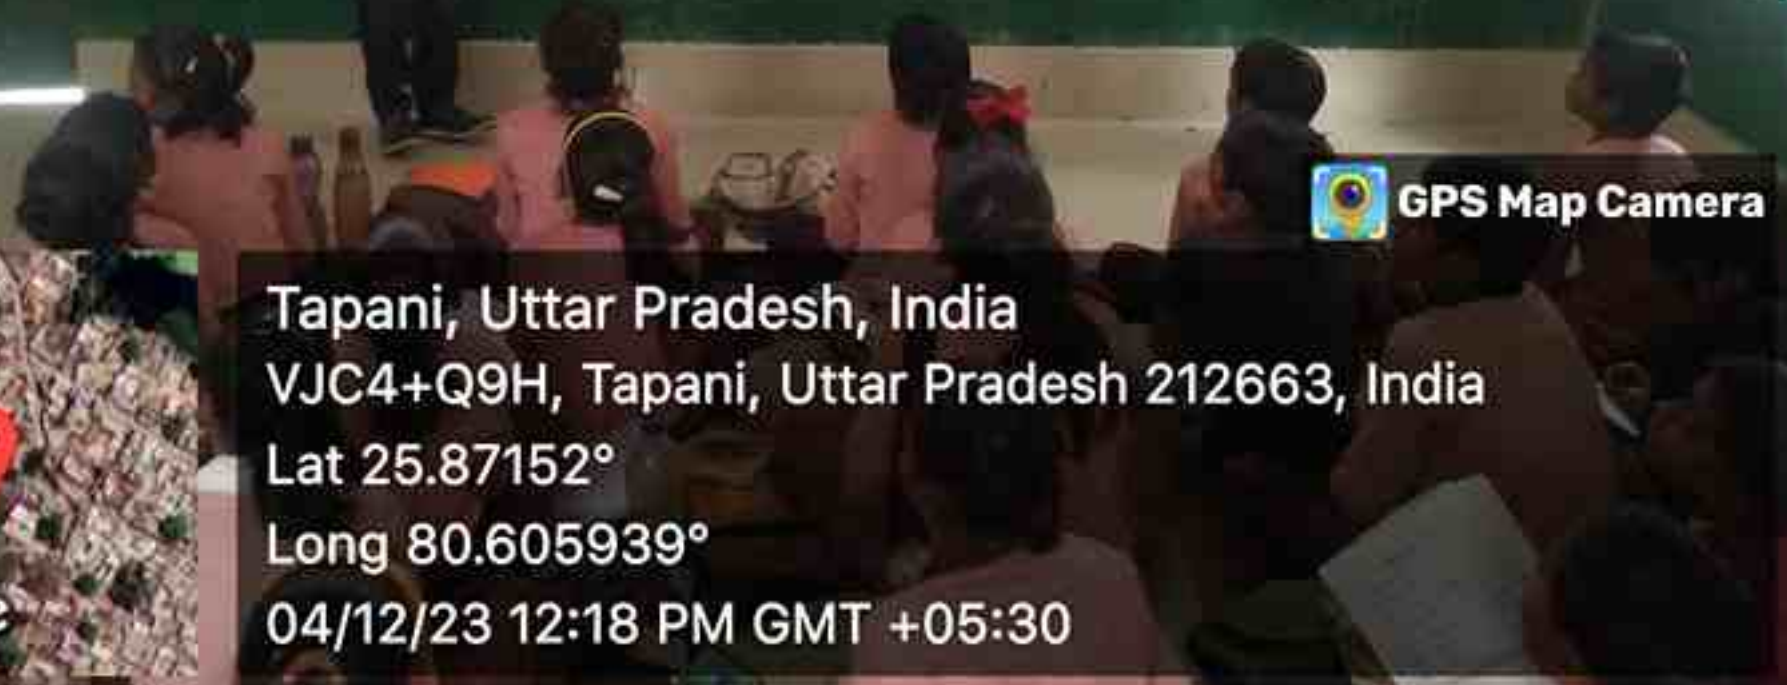 GPS Map Camera
Tapani, Uttar Pradesh, India
VJC4+Q9H, Tapani, Uttar Pradesh 212663, India
Lat 25.87152°
Long 80.605939°
04/12/23 12:18 PM GMT +05:30